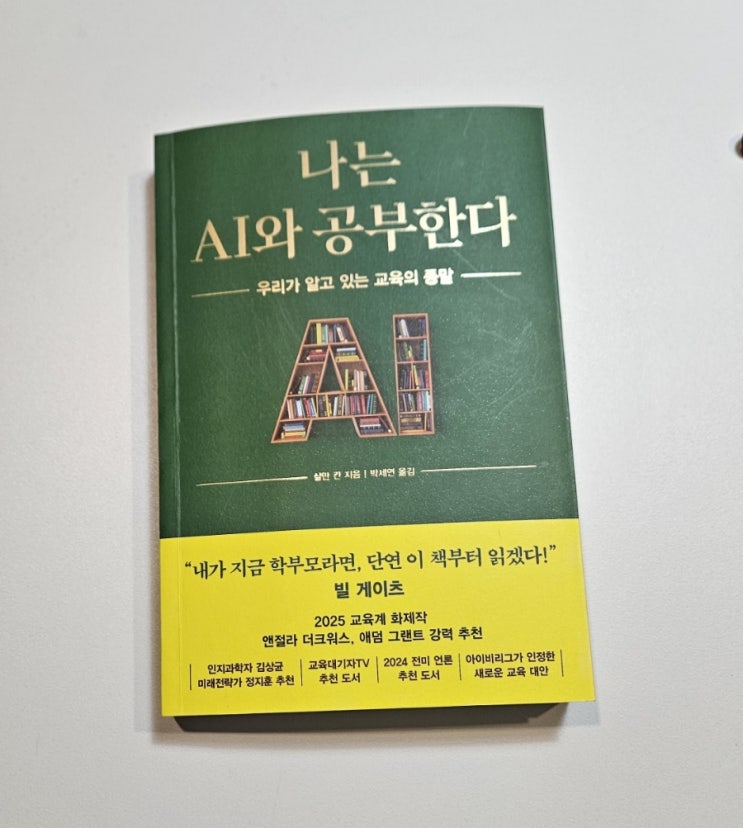 나는
AI와 공부한다
우리가 알고 있는 교육의 종말
AI
살만 칸 지음 | 박세연 옮김
“내가 지금 학부모라면, 단연 이 책부터 읽겠다!”
빌 게이츠
2025 교육계 화제작
앤절라 더크워스, 애덤 그랜트 강력 추천
인지과학자 김상균
미래전략가 정지훈 추천
교육대기자TV
추천 도서
2024 전미 언론
추천 도서
아이비리그가 인정한
새로운 교육 대안